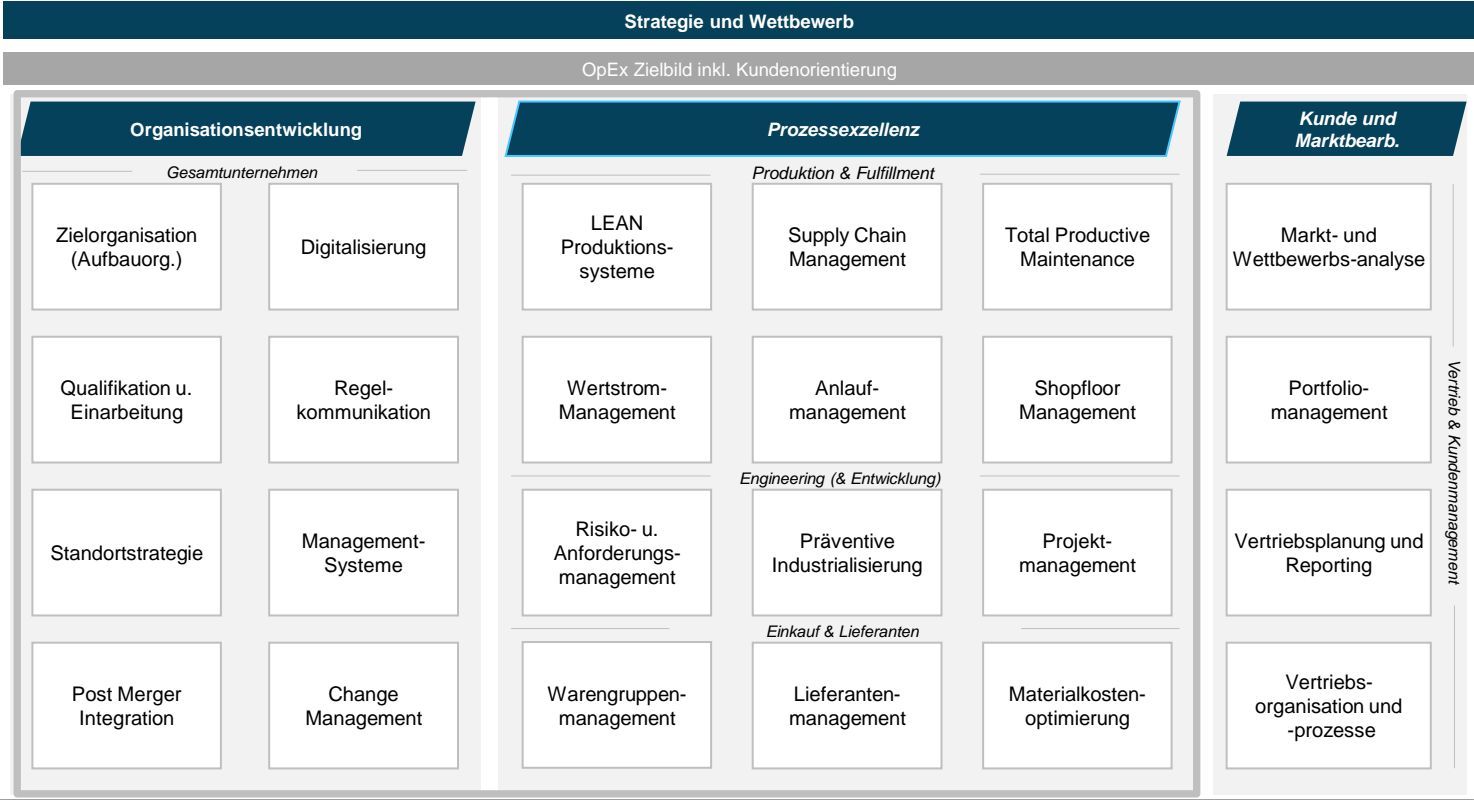 Strategie und Wettbewerb
OpEx Zielbild inkl. Kundenorientierung
Organisationsentwicklung
Gesamtunternehmen
Zielorganisation
(Aufbauorg.)
Digitalisierung
Qualifikation u.
Einarbeitung
Regel-
kommunikation
Standortstrategie
Management-
Systeme
Post Merger
Integration
Change
Management
Prozessexzellenz
Produktion & Fulfillment
LEAN
Produktions-
systeme
Supply Chain
Management
Total Productive
Maintenance
Wertstrom-
Management
Anlauf-
management
Shopfloor
Management
Engineering (& Entwicklung)
Risiko- u.
Anforderungs-
management
Präventive
Industrialisierung
Projekt-
management
Einkauf & Lieferanten
Warengruppen-
management
Lieferanten-
management
Materialkosten-
optimierung
Kunde und
Marktbearb.
Markt- und
Wettbewerbs-analyse
Portfolio-
management
Vertriebsplanung und
Reporting
Vertriebs-
organisation und
-prozesse
Vertrieb & Kundenmanagement